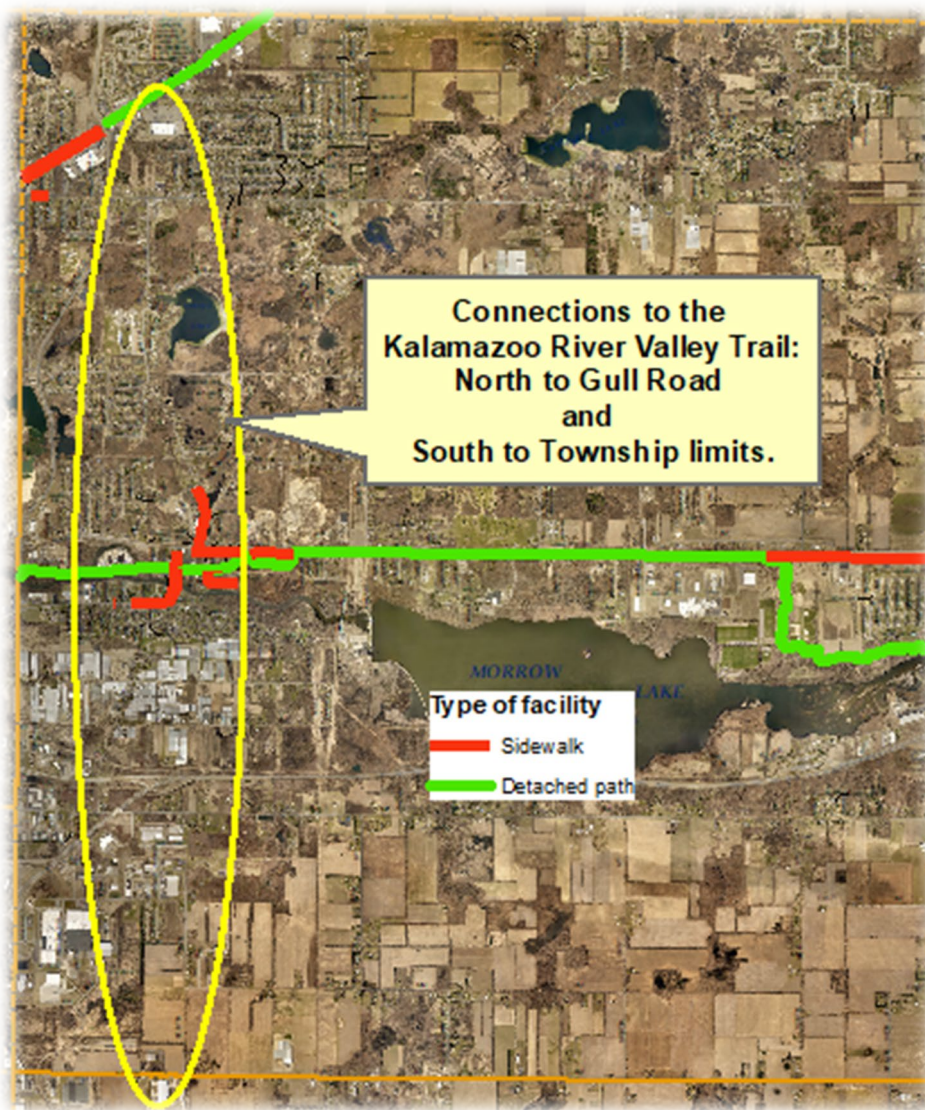 Connections to the
Kalamazoo River Valley Trail:
North to Gull Road
and
South to Township limits.
MORROW
LAKE
Type of facility
Sidewalk
Detached path